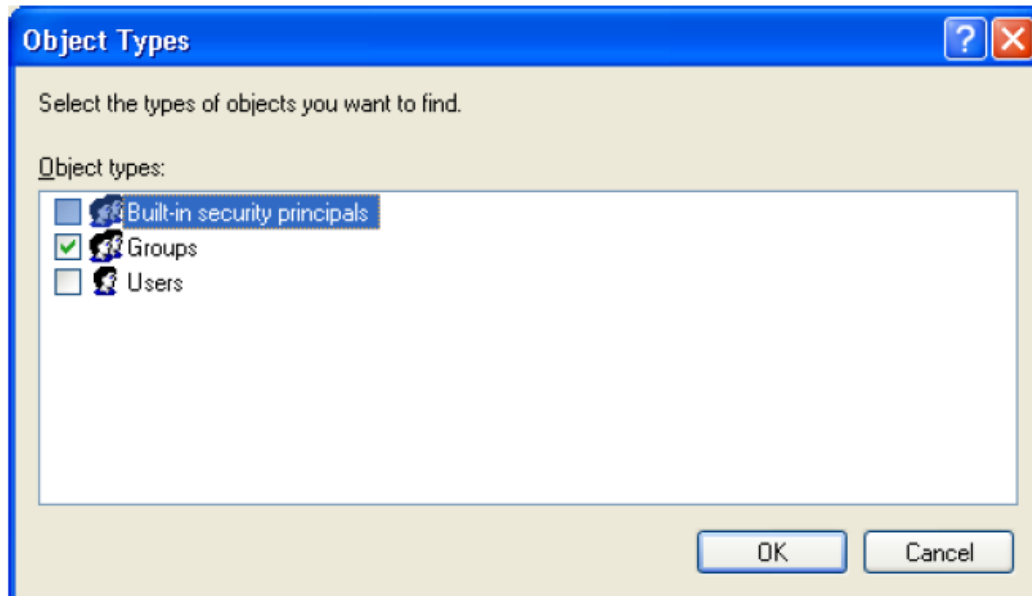 Object Types
Select the types of objects you want to find.
Object types:
Built-in security principals
Groups
Users
OK Cancel